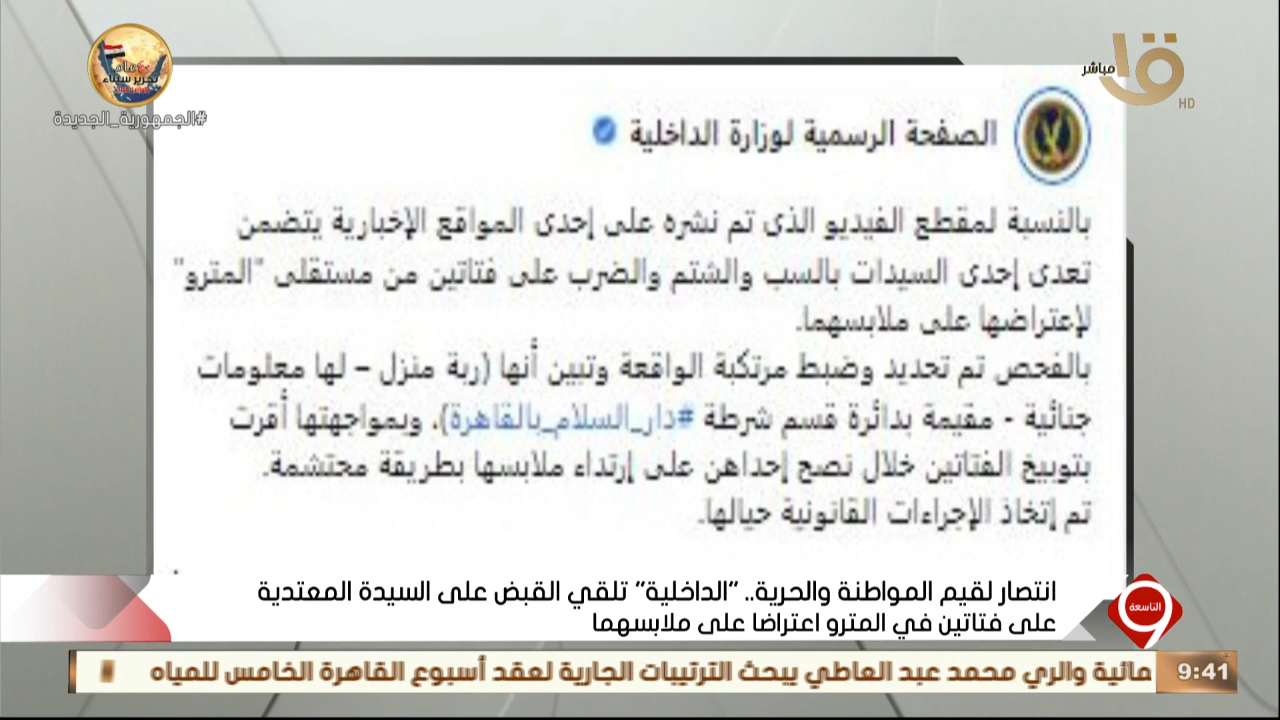 ٤٠ عام
تحرير سيناء
#الجمهورية_الجديدة
مباشر
HD
الصفحة الرسمية لوزارة الداخلية
بالنسبة لمقطع الفيديو الذى تم نشره على إحدى المواقع الإخبارية يتضمن
تعدى إحدى السيدات بالسب والشتم والضرب على فتاتين من مستقلى "المترو"
لإعتراضها على ملابسهما.
بالفحص تم تحديد وضبط مرتكبة الواقعة وتبين أنها (ربة منزل – لها معلومات
جنائية - مقيمة بدائرة قسم شرطة #دار_السلام_بالقاهرة)، وبمواجهتها أقرت
بتوبيخ الفتاتين خلال نصح إحداهن على إرتداء ملابسها بطريقة محتشمة.
تم إتخاذ الإجراءات القانونية حيالها.
انتصار لقيم المواطنة والحرية.. "الداخلية" تلقي القبض على السيدة المعتدية
على فتاتين في المترو اعتراضا على ملابسهما
التاسعة
9:41
مائية والري محمد عبد العاطي يبحث الترتيبات الجارية لعقد أسبوع القاهرة الخامس للمياه